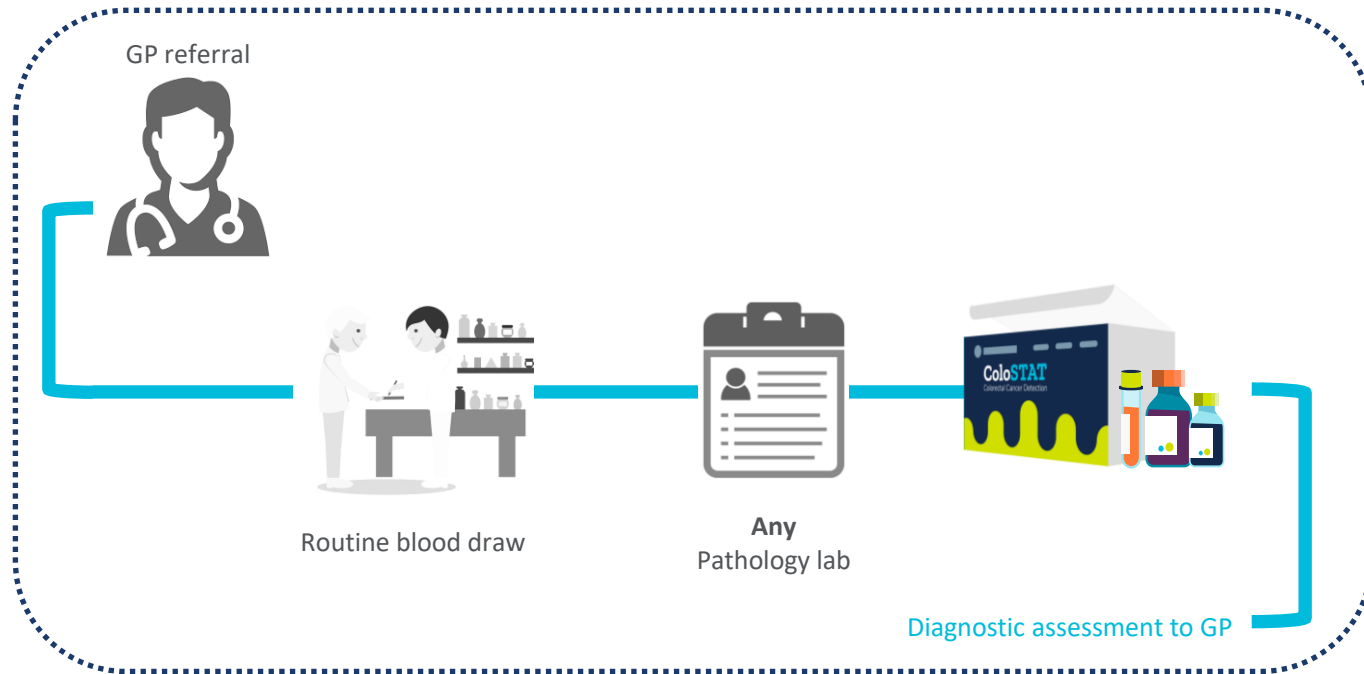 GP referral
ColoSTAT
Colorectal Cancer Detection
Routine blood draw
Any
Pathology lab
Diagnostic assessment to GP